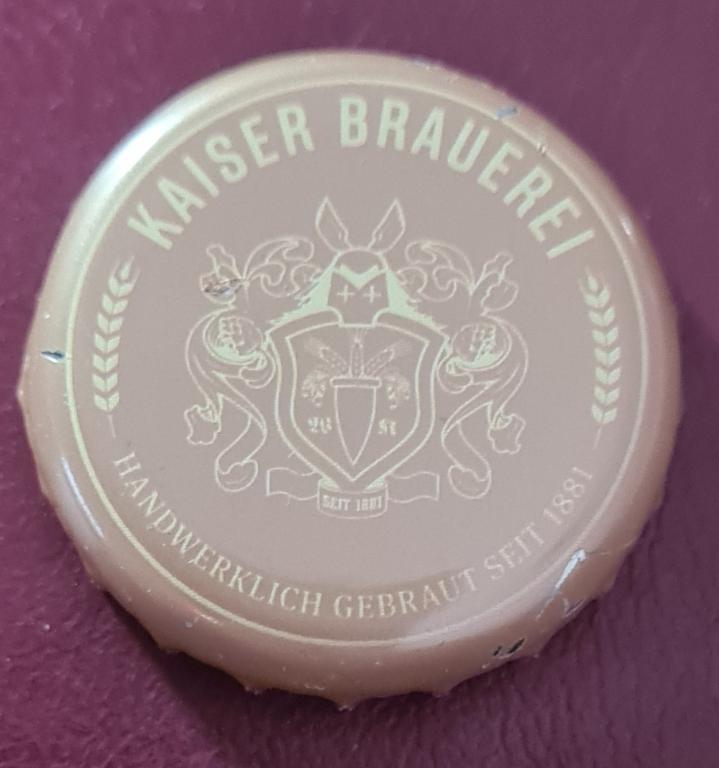 KAISER BRAUEREI
SEIT 1881
HANDWERKLICH GEBRAUT SEIT 1881